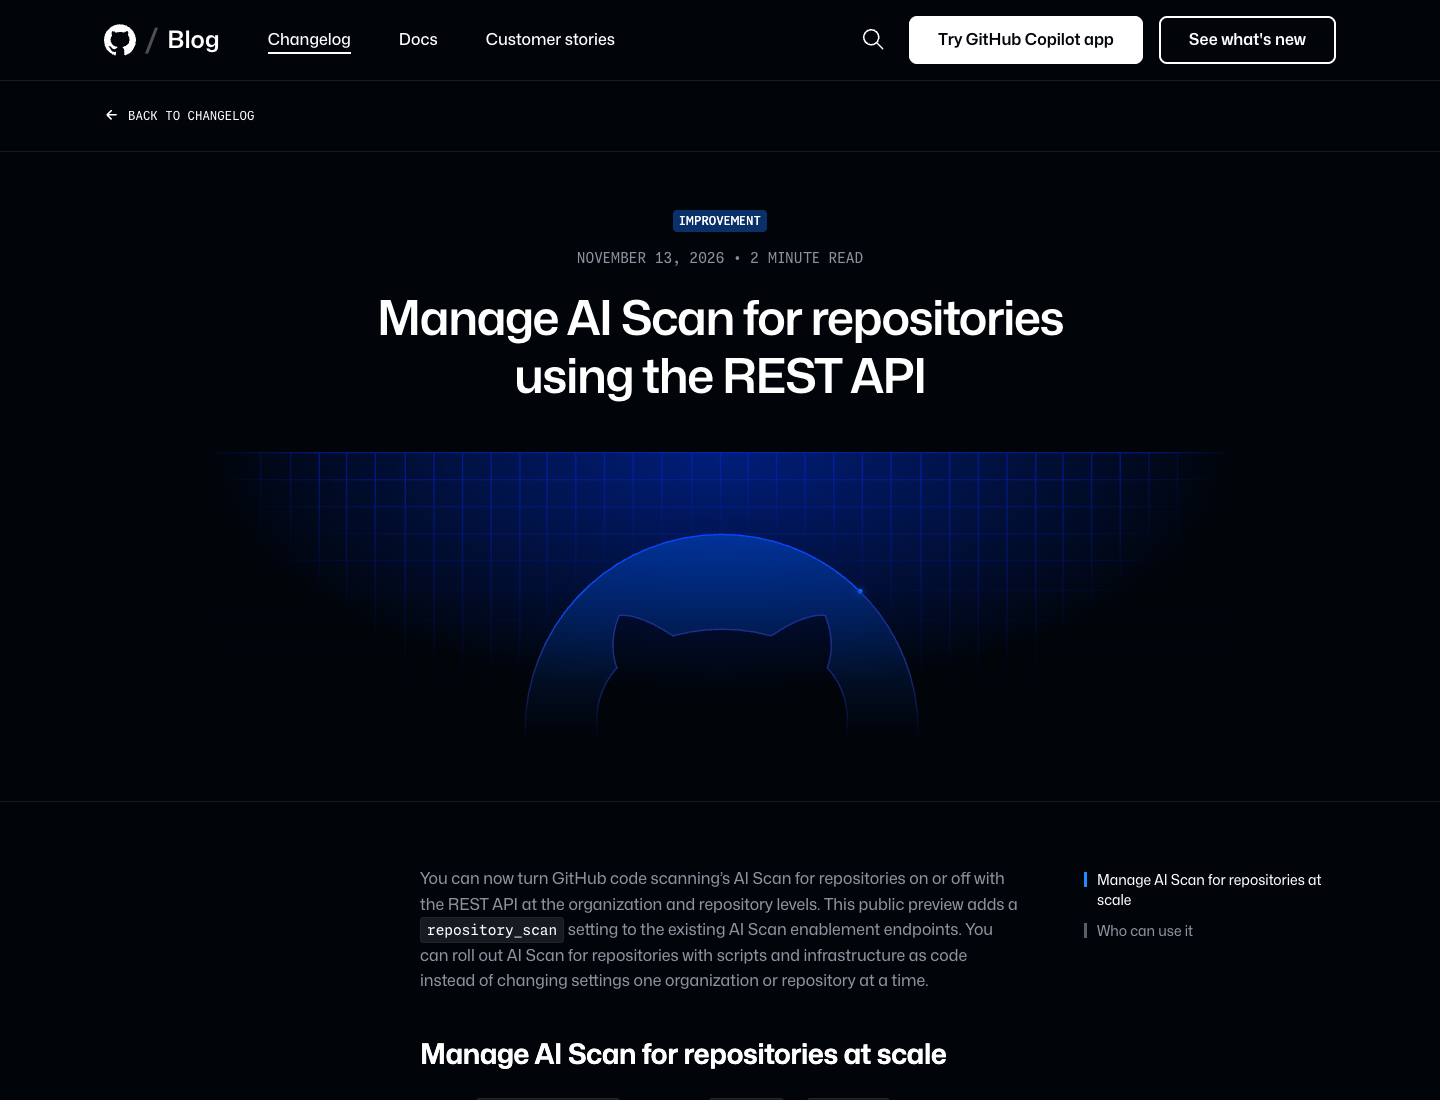 / Blog
Changelog
Docs
Customer stories
Try GitHub Copilot app
See what's new
← BACK TO CHANGELOG
IMPROVEMENT
NOVEMBER 13, 2026 • 2 MINUTE READ
Manage AI Scan for repositories
using the REST API
You can now turn GitHub code scanning’s AI Scan for repositories on or off with
the REST API at the organization and repository levels. This public preview adds a
repository_scan setting to the existing AI Scan enablement endpoints. You
can roll out AI Scan for repositories with scripts and infrastructure as code
instead of changing settings one organization or repository at a time.
Manage AI Scan for repositories at
scale
Who can use it
Manage AI Scan for repositories at scale